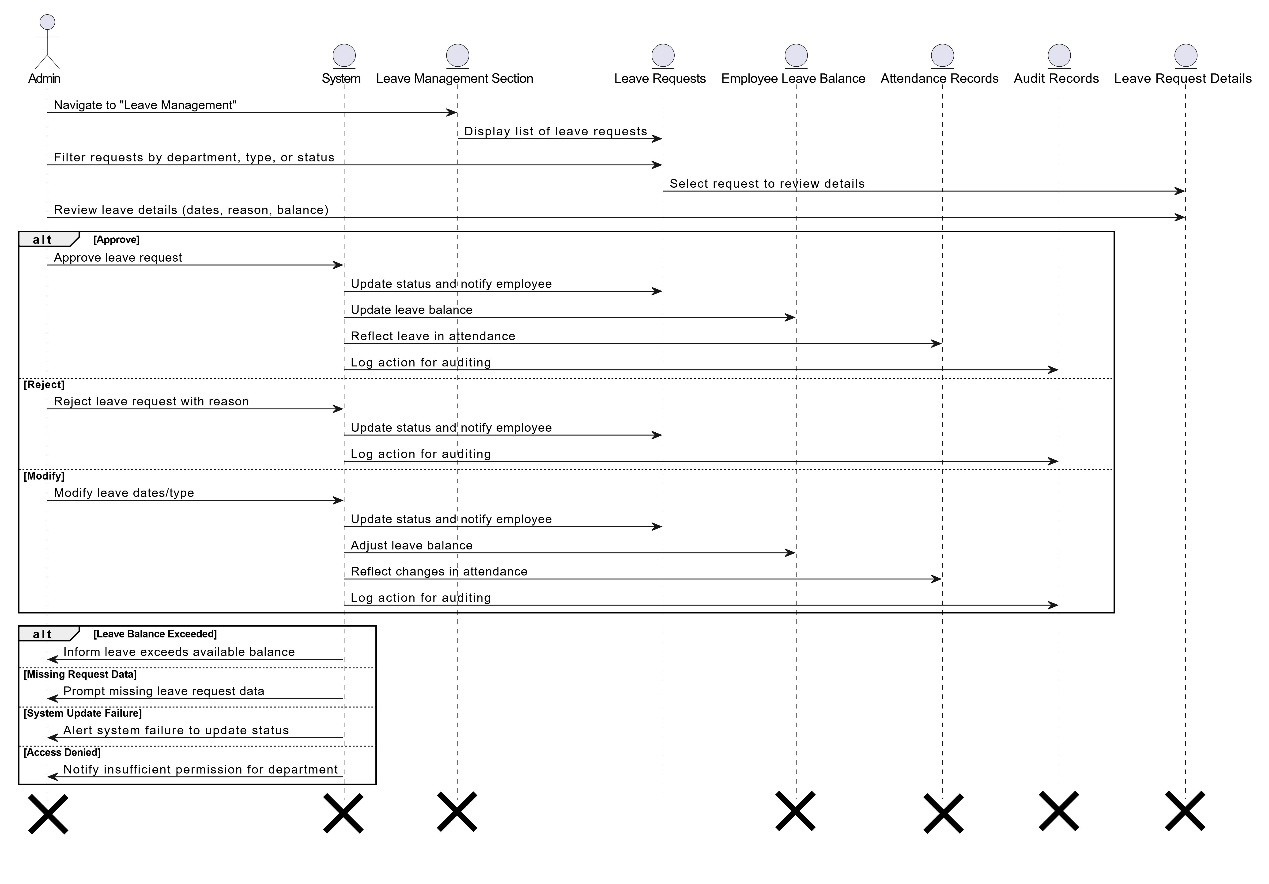 Admin
System
Leave Management Section
Leave Requests
Employee Leave Balance
Attendance Records
Audit Records
Leave Request Details
Navigate to "Leave Management"
Display list of leave requests
Filter requests by department, type, or status
Select request to review details
Review leave details (dates, reason, balance)
alt [Approve]
Approve leave request
Update status and notify employee
Update leave balance
Reflect leave in attendance
Log action for auditing
[Reject]
Reject leave request with reason
Update status and notify employee
Log action for auditing
[Modify]
Modify leave dates/type
Update status and notify employee
Adjust leave balance
Reflect changes in attendance
Log action for auditing
alt [Leave Balance Exceeded]
Inform leave exceeds available balance
[Missing Request Data]
Prompt missing leave request data
[System Update Failure]
Alert system failure to update status
[Access Denied]
Notify insufficient permission for department